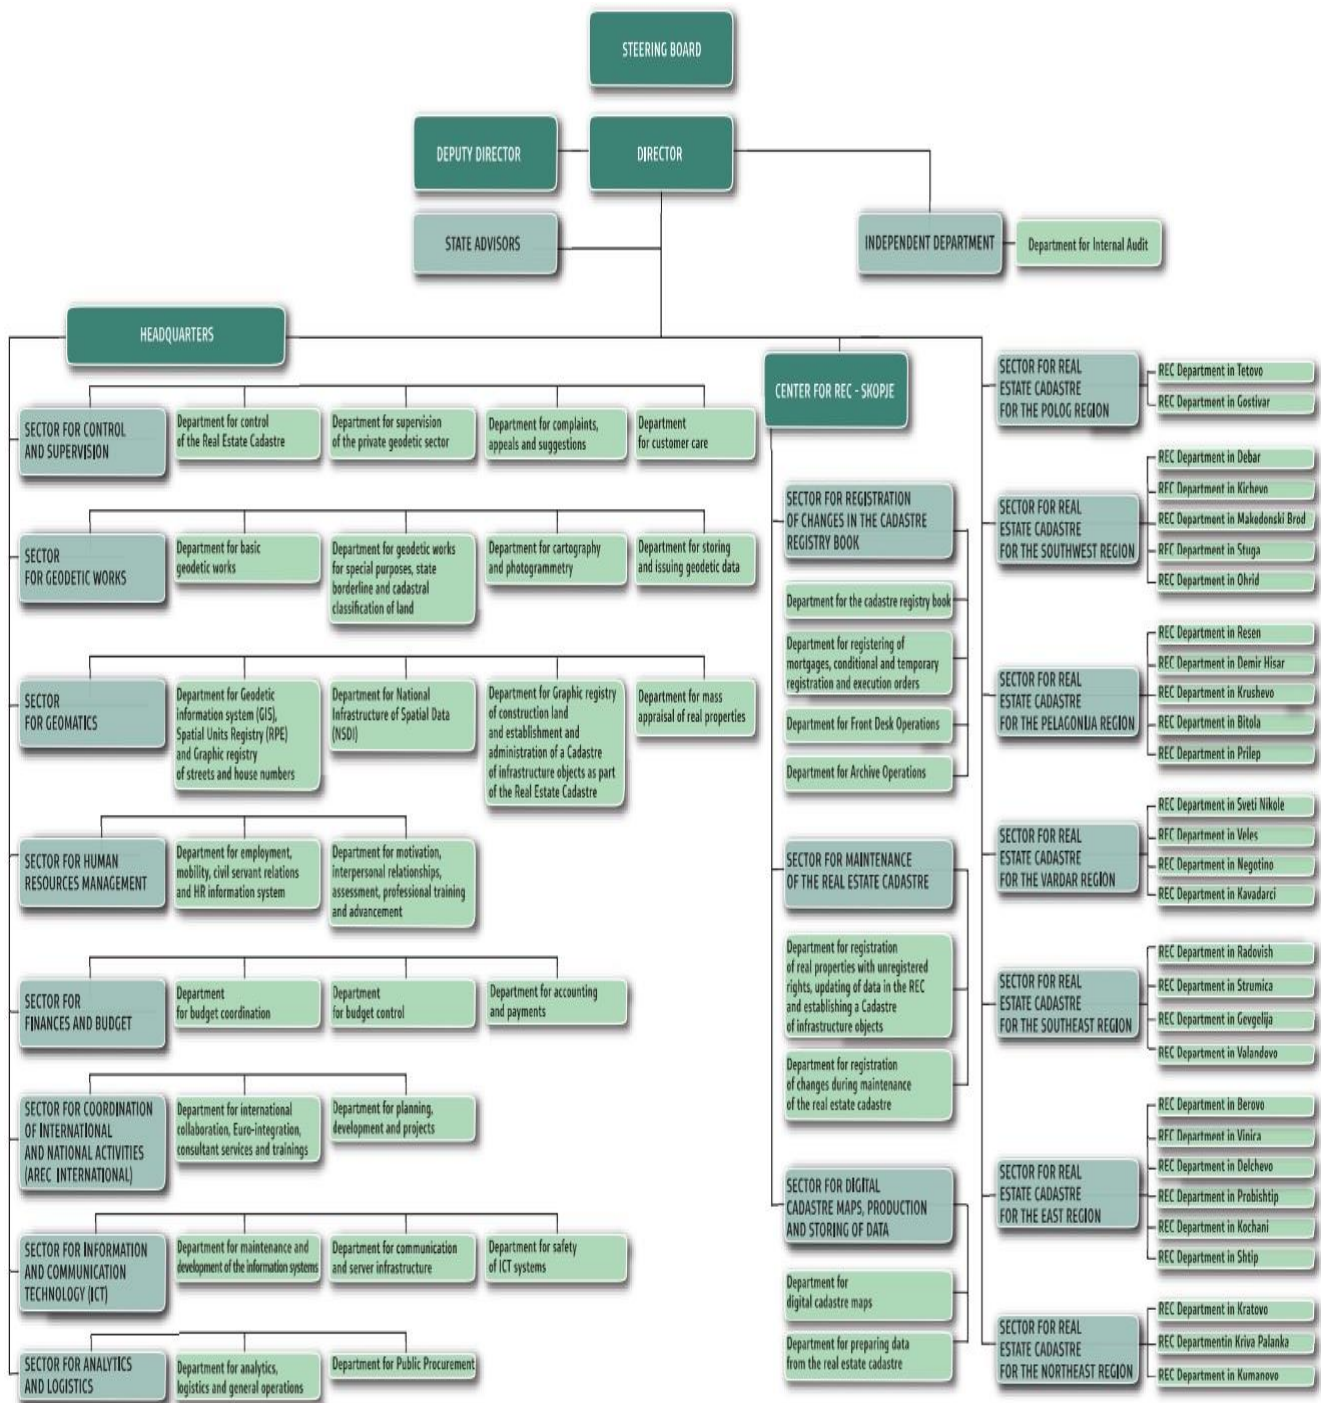 STEERING BOARD
DEPUTY DIRECTOR
DIRECTOR
STATE ADVISORS
INDEPENDENT DEPARTMENT
Department for Internal Audit
HEADQUARTERS
SECTOR FOR CONTROL
AND SUPERVISION
Department for control
of the Real Estate Cadastre
Department for supervision
of the private geodetic sector
Department for complaints,
appeals and suggestions
Department
for customer care
SECTOR
FOR GEODETIC WORKS
Department for basic
geodetic works
Department for geodetic works
for special purposes, state
borderline and cadastral
classification of land
Department for cartography
and photogrammetry
Department for storing
and issuing geodetic data
SECTOR
FOR GEOMATICS
Department for Geodetic
information system (GIS),
Spatial Units Registry (RPE)
and Graphic registry
of streets and house numbers
Department for National
Infrastructure of Spatial Data
(NSDI)
Department for Graphic registry
of construction land
and establishment and
administration of a Cadastre
of infrastructure objects as part
of the Real Estate Cadastre
Department for mass
appraisal of real properties
SECTOR FOR HUMAN
RESOURCES MANAGEMENT
Department for employment,
mobility, civil servant relations
and HR information system
Department for motivation,
interpersonal relationships,
assessment, professional training
and advancement
SECTOR FOR
FINANCES AND BUDGET
Department
for budget coordination
Department
for budget control
Department for accounting
and payments
SECTOR FOR COORDINATION
OF INTERNATIONAL
AND NATIONAL ACTIVITIES
(AREC INTERNATIONAL)
Department for international
collaboration, Euro-integration,
consultant services and trainings
Department for planning,
development and projects
SECTOR FOR INFORMATION
AND COMMUNICATION
TECHNOLOGY (ICT)
Department for maintenance and
development of the information systems
Department for communication
and server infrastructure
Department for safety
of ICT systems
SECTOR FOR ANALYTICS
AND LOGISTICS
Department for analytics,
logistics and general operations
Department for Public Procurement
CENTER FOR REC - SKOPJE
SECTOR FOR REGISTRATION
OF CHANGES IN THE CADASTRE
REGISTRY BOOK
Department for the cadastre registry book
Department for registering of
mortgages, conditional and temporary
registration and execution orders
Department for Front Desk Operations
Department for Archive Operations
SECTOR FOR MAINTENANCE
OF THE REAL ESTATE CADASTRE
Department for registration
of real properties with unregistered
rights, updating of data in the REC
and establishing a Cadastre
of infrastructure objects
Department for registration
of changes during maintenance
of the real estate cadastre
SECTOR FOR DIGITAL
CADASTRE MAPS, PRODUCTION
AND STORING OF DATA
Department for
digital cadastre maps
Department for preparing data
from the real estate cadastre
SECTOR FOR REAL
ESTATE CADASTRE
FOR THE POLOG REGION
REC Department in Tetovo
REC Department in Gostivar
SECTOR FOR REAL
ESTATE CADASTRE
FOR THE SOUTHWEST REGION
REC Department in Debar
REC Department in Kichevo
REC Department in Makedonski Brod
REC Department in Stuga
REC Department in Ohrid
SECTOR FOR REAL
ESTATE CADASTRE
FOR THE PELAGONIJA REGION
REC Department in Resen
REC Department in Demir Hisar
REC Department in Krushevo
REC Department in Bitola
REC Department in Prilep
SECTOR FOR REAL
ESTATE CADASTRE
FOR THE VARDAR REGION
REC Department in Sveti Nikole
REC Department in Veles
REC Department in Negotino
REC Department in Kavadarci
SECTOR FOR REAL
ESTATE CADASTRE
FOR THE SOUTHEAST REGION
REC Department in Radovish
REC Department in Strumica
REC Department in Gevgelija
REC Department in Valandovo
SECTOR FOR REAL
ESTATE CADASTRE
FOR THE EAST REGION
REC Department in Berovo
REC Department in Vinica
REC Department in Delchevo
REC Department in Probishtip
REC Department in Kochani
REC Department in Shtip
SECTOR FOR REAL
ESTATE CADASTRE
FOR THE NORTHEAST REGION
REC Department in Kratovo
REC Departmentin Kriva Palanka
REC Department in Kumanovo